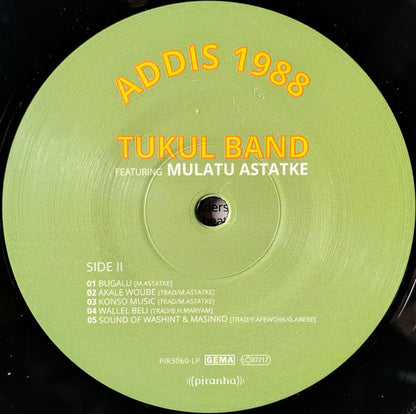 ADDIS 1988
TUKUL BAND
FEATURING MULATU ASTATKE
SIDE II
01 BUGALU [M.ASTATKE]
02 AKALE WOUBE [TRAD/M.ASTATKE]
03 KONSO MUSIC [TRAD/M.ASTATKE]
04 WALLEL BELI [TRAD/B.H.MARYAM]
05 SOUND OF WASHINT & MASINKO [TRAD/Y.AFEWORK/G.ABEBE]
PIR3060-LP GEMA LC07717
((piranha))